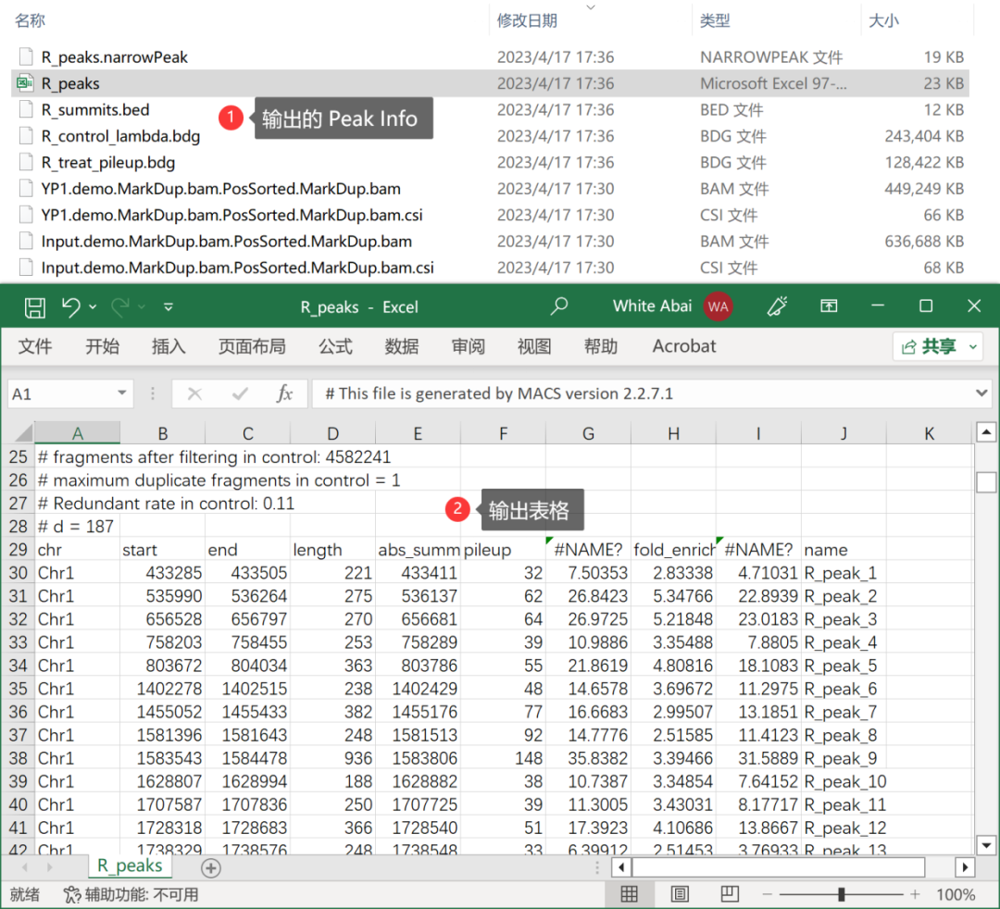 名称 修改日期 类型 大小
R_peaks.narrowPeak 2023/4/17 17:36 NARROWPEAK 文件 19 KB
R_peaks 2023/4/17 17:36 Microsoft Excel 97-... 23 KB
R_summits.bed 2023/4/17 17:36 BED 文件 12 KB
1 输出的 Peak Info
R_control_lambda.bdg 2023/4/17 17:36 BDG 文件 243,404 KB
R_treat_pileup.bdg 2023/4/17 17:36 BDG 文件 128,422 KB
YP1.demo.MarkDup.bam.PosSorted.MarkDup.bam 2023/4/17 17:30 BAM 文件 449,249 KB
YP1.demo.MarkDup.bam.PosSorted.MarkDup.bam.csi 2023/4/17 17:30 CSI 文件 66 KB
Input.demo.MarkDup.bam.PosSorted.MarkDup.bam 2023/4/17 17:30 BAM 文件 636,688 KB
Input.demo.MarkDup.bam.PosSorted.MarkDup.bam.csi 2023/4/17 17:30 CSI 文件 68 KB
R_peaks - Excel White Abai WA
文件 开始 插入 页面布局 公式 数据 审阅 视图 帮助 Acrobat 共享
A1 fx # This file is generated by MACS version 2.2.7.1
A B C D E F G H I J K
25 # fragments after filtering in control: 4582241
26 # maximum duplicate fragments in control = 1
27 # Redundant rate in control: 0.11
2 输出表格
28 # d = 187
29 chr start end length abs_summ pileup #NAME? fold_enrich #NAME? name
30 Chr1 433285 433505 221 433411 32 7.50353 2.83338 4.71031 R_peak_1
31 Chr1 535990 536264 275 536137 62 26.8423 5.34766 22.8939 R_peak_2
32 Chr1 656528 656797 270 656681 64 26.9725 5.21848 23.0183 R_peak_3
33 Chr1 758203 758455 253 758289 39 10.9886 3.35488 7.8805 R_peak_4
34 Chr1 803672 804034 363 803786 55 21.8619 4.80816 18.1083 R_peak_5
35 Chr1 1402278 1402515 238 1402429 48 14.6578 3.69672 11.2975 R_peak_6
36 Chr1 1455052 1455433 382 1455176 77 16.6683 2.99507 13.1851 R_peak_7
37 Chr1 1581396 1581643 248 1581513 92 14.7776 2.51585 11.4123 R_peak_8
38 Chr1 1583543 1584478 936 1583806 148 35.8382 3.39466 31.5889 R_peak_9
39 Chr1 1628807 1628994 188 1628882 38 10.7387 3.34854 7.64152 R_peak_10
40 Chr1 1707587 1707836 250 1707725 39 11.3005 3.43031 8.17717 R_peak_11
41 Chr1 1728318 1728683 366 1728540 51 17.3923 4.10686 13.8667 R_peak_12
42 Chr1 1738329 1738576 248 1738548 33 6.39912 2.51453 3.76933 R_peak_13
R_peaks
就绪 辅助功能: 不可用 100%